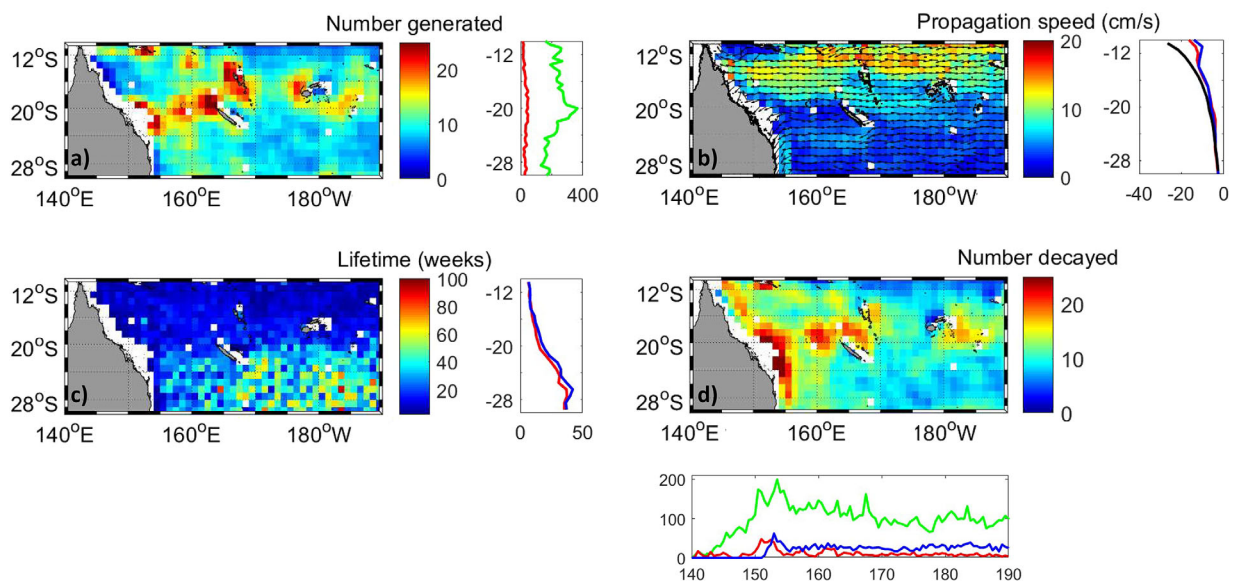 Number generated
12°S
20°S
28°S
a)
140°E 160°E 180°W
20
10
0
-12
-20
-28
0 400
Propagation speed (cm/s)
12°S
20°S
28°S
b)
140°E 160°E 180°W
20
10
0
-12
-20
-28
-40 -20 0
Lifetime (weeks)
12°S
20°S
28°S
c)
140°E 160°E 180°W
100
80
60
40
20
-12
-20
-28
0 50
Number decayed
12°S
20°S
28°S
d)
140°E 160°E 180°W
20
10
0
200
100
0
140 150 160 170 180 190